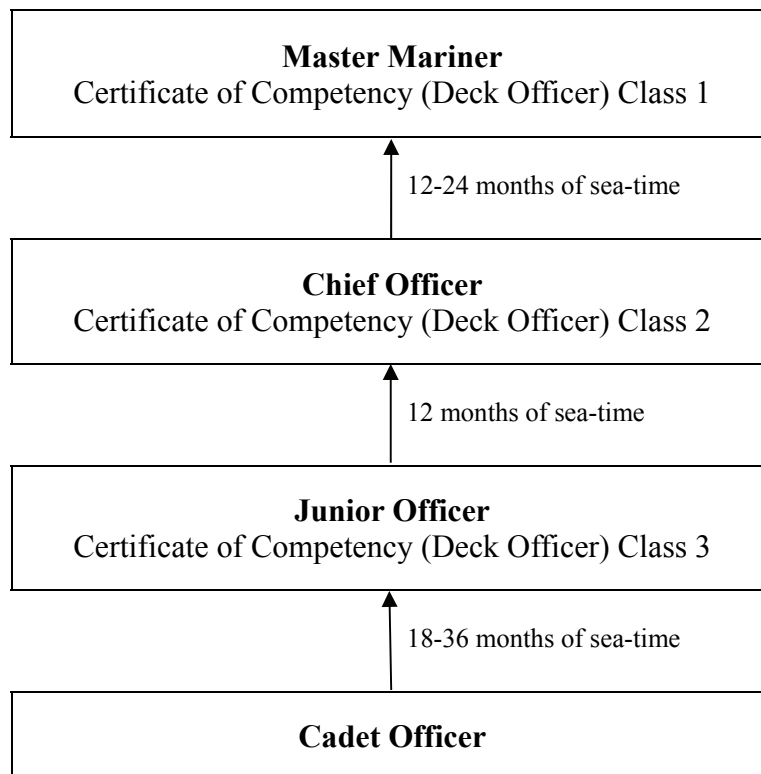 Master Mariner
Certificate of Competency (Deck Officer) Class 1
12-24 months of sea-time
Chief Officer
Certificate of Competency (Deck Officer) Class 2
12 months of sea-time
Junior Officer
Certificate of Competency (Deck Officer) Class 3
18-36 months of sea-time
Cadet Officer